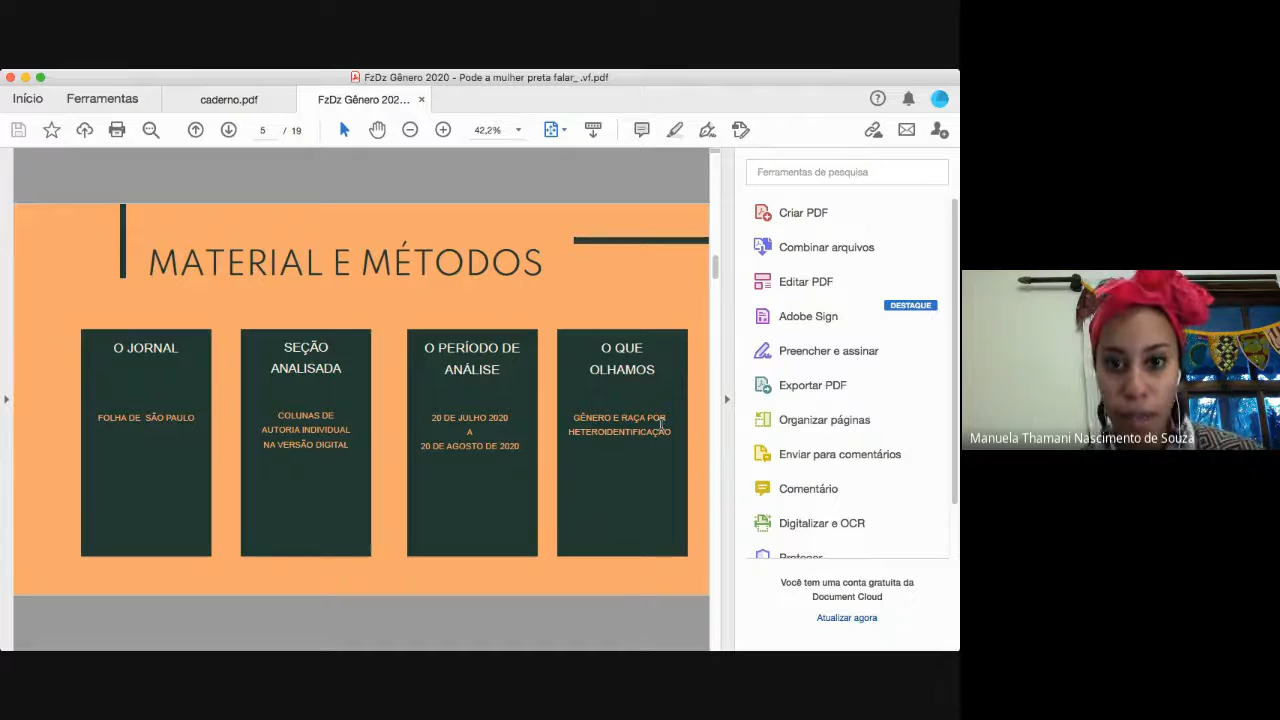 FzDz Gênero 2020 - Pode a mulher preta falar_ .vf.pdf
Início
Ferramentas
caderno.pdf
FzDz Gênero 202...
5 / 19
42,2%
MATERIAL E MÉTODOS
O JORNAL
FOLHA DE SÃO PAULO
SEÇÃO
ANALISADA
COLUNAS DE
AUTORIA INDIVIDUAL
NA VERSÃO DIGITAL
O PERÍODO DE
ANÁLISE
20 DE JULHO 2020
A
20 DE AGOSTO DE 2020
O QUE
OLHAMOS
GÊNERO E RAÇA POR
HETEROIDENTIFICAÇÃO
Ferramentas de pesquisa
Criar PDF
Combinar arquivos
Editar PDF
DESTAQUE
Adobe Sign
Preencher e assinar
Exportar PDF
Organizar páginas
Enviar para comentários
Comentário
Digitalizar e OCR
Proteger
Você tem uma conta gratuita da
Document Cloud
Atualizar agora
Manuela Thamani Nascimento de Souza